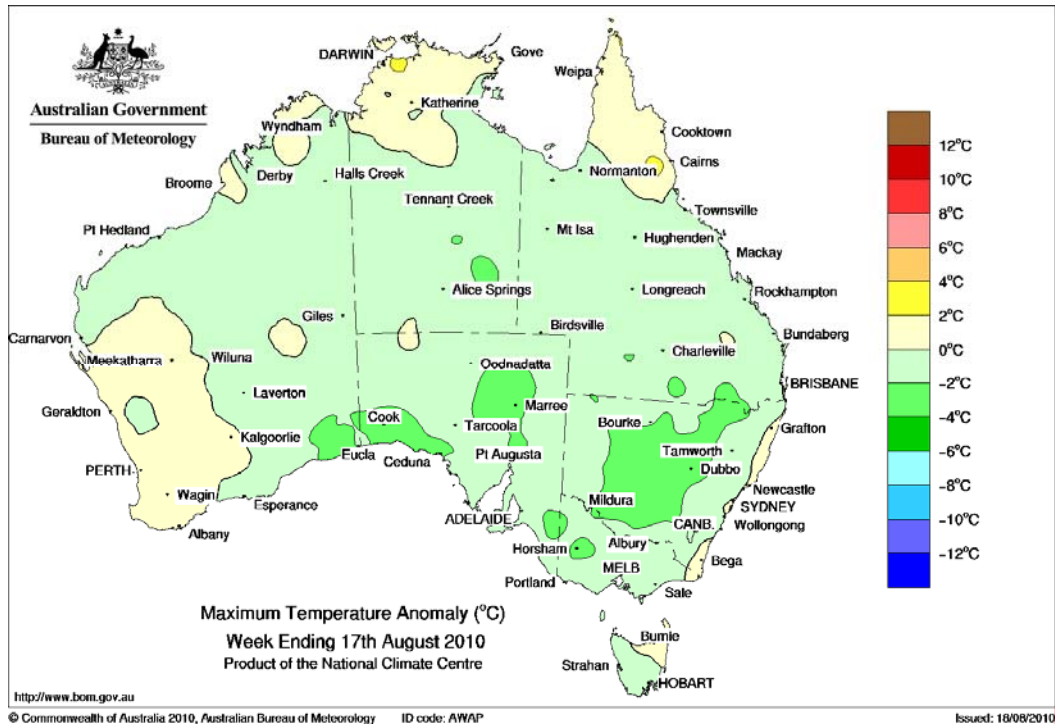 Australian Government
Bureau of Meteorology
DARWIN
Gove
Weipa
Katherine
Wyndham
Cooktown
Cairns
Derby
Halls Creek
Normanton
Broome
Tennant Creek
Townsville
Pt Hedland
Mt Isa
Hughenden
Mackay
Alice Springs
Longreach
Rockhampton
Giles
Birdsville
Bundaberg
Carnarvon
Meekatharra
Wiluna
Oodnadatta
Charleville
BRISBANE
Laverton
Marree
Geraldton
Cook
Tarcoola
Bourke
Grafton
Kalgoorlie
Eucla
Ceduna
Pt Augusta
Tamworth
PERTH
Dubbo
Wagin
Esperance
Mildura
Newcastle
SYDNEY
ADELAIDE
CANB.
Wollongong
Albany
Horsham
Albury
Bega
MELB
Portland
Sale
Burnie
Strahan
HOBART
12°C
10°C
8°C
6°C
4°C
2°C
0°C
-2°C
-4°C
-6°C
-8°C
-10°C
-12°C
Maximum Temperature Anomaly (°C)
Week Ending 17th August 2010
Product of the National Climate Centre
http://www.bom.gov.au
© Commonwealth of Australia 2010, Australian Bureau of Meteorology ID code: AWAP Issued: 18/08/2010